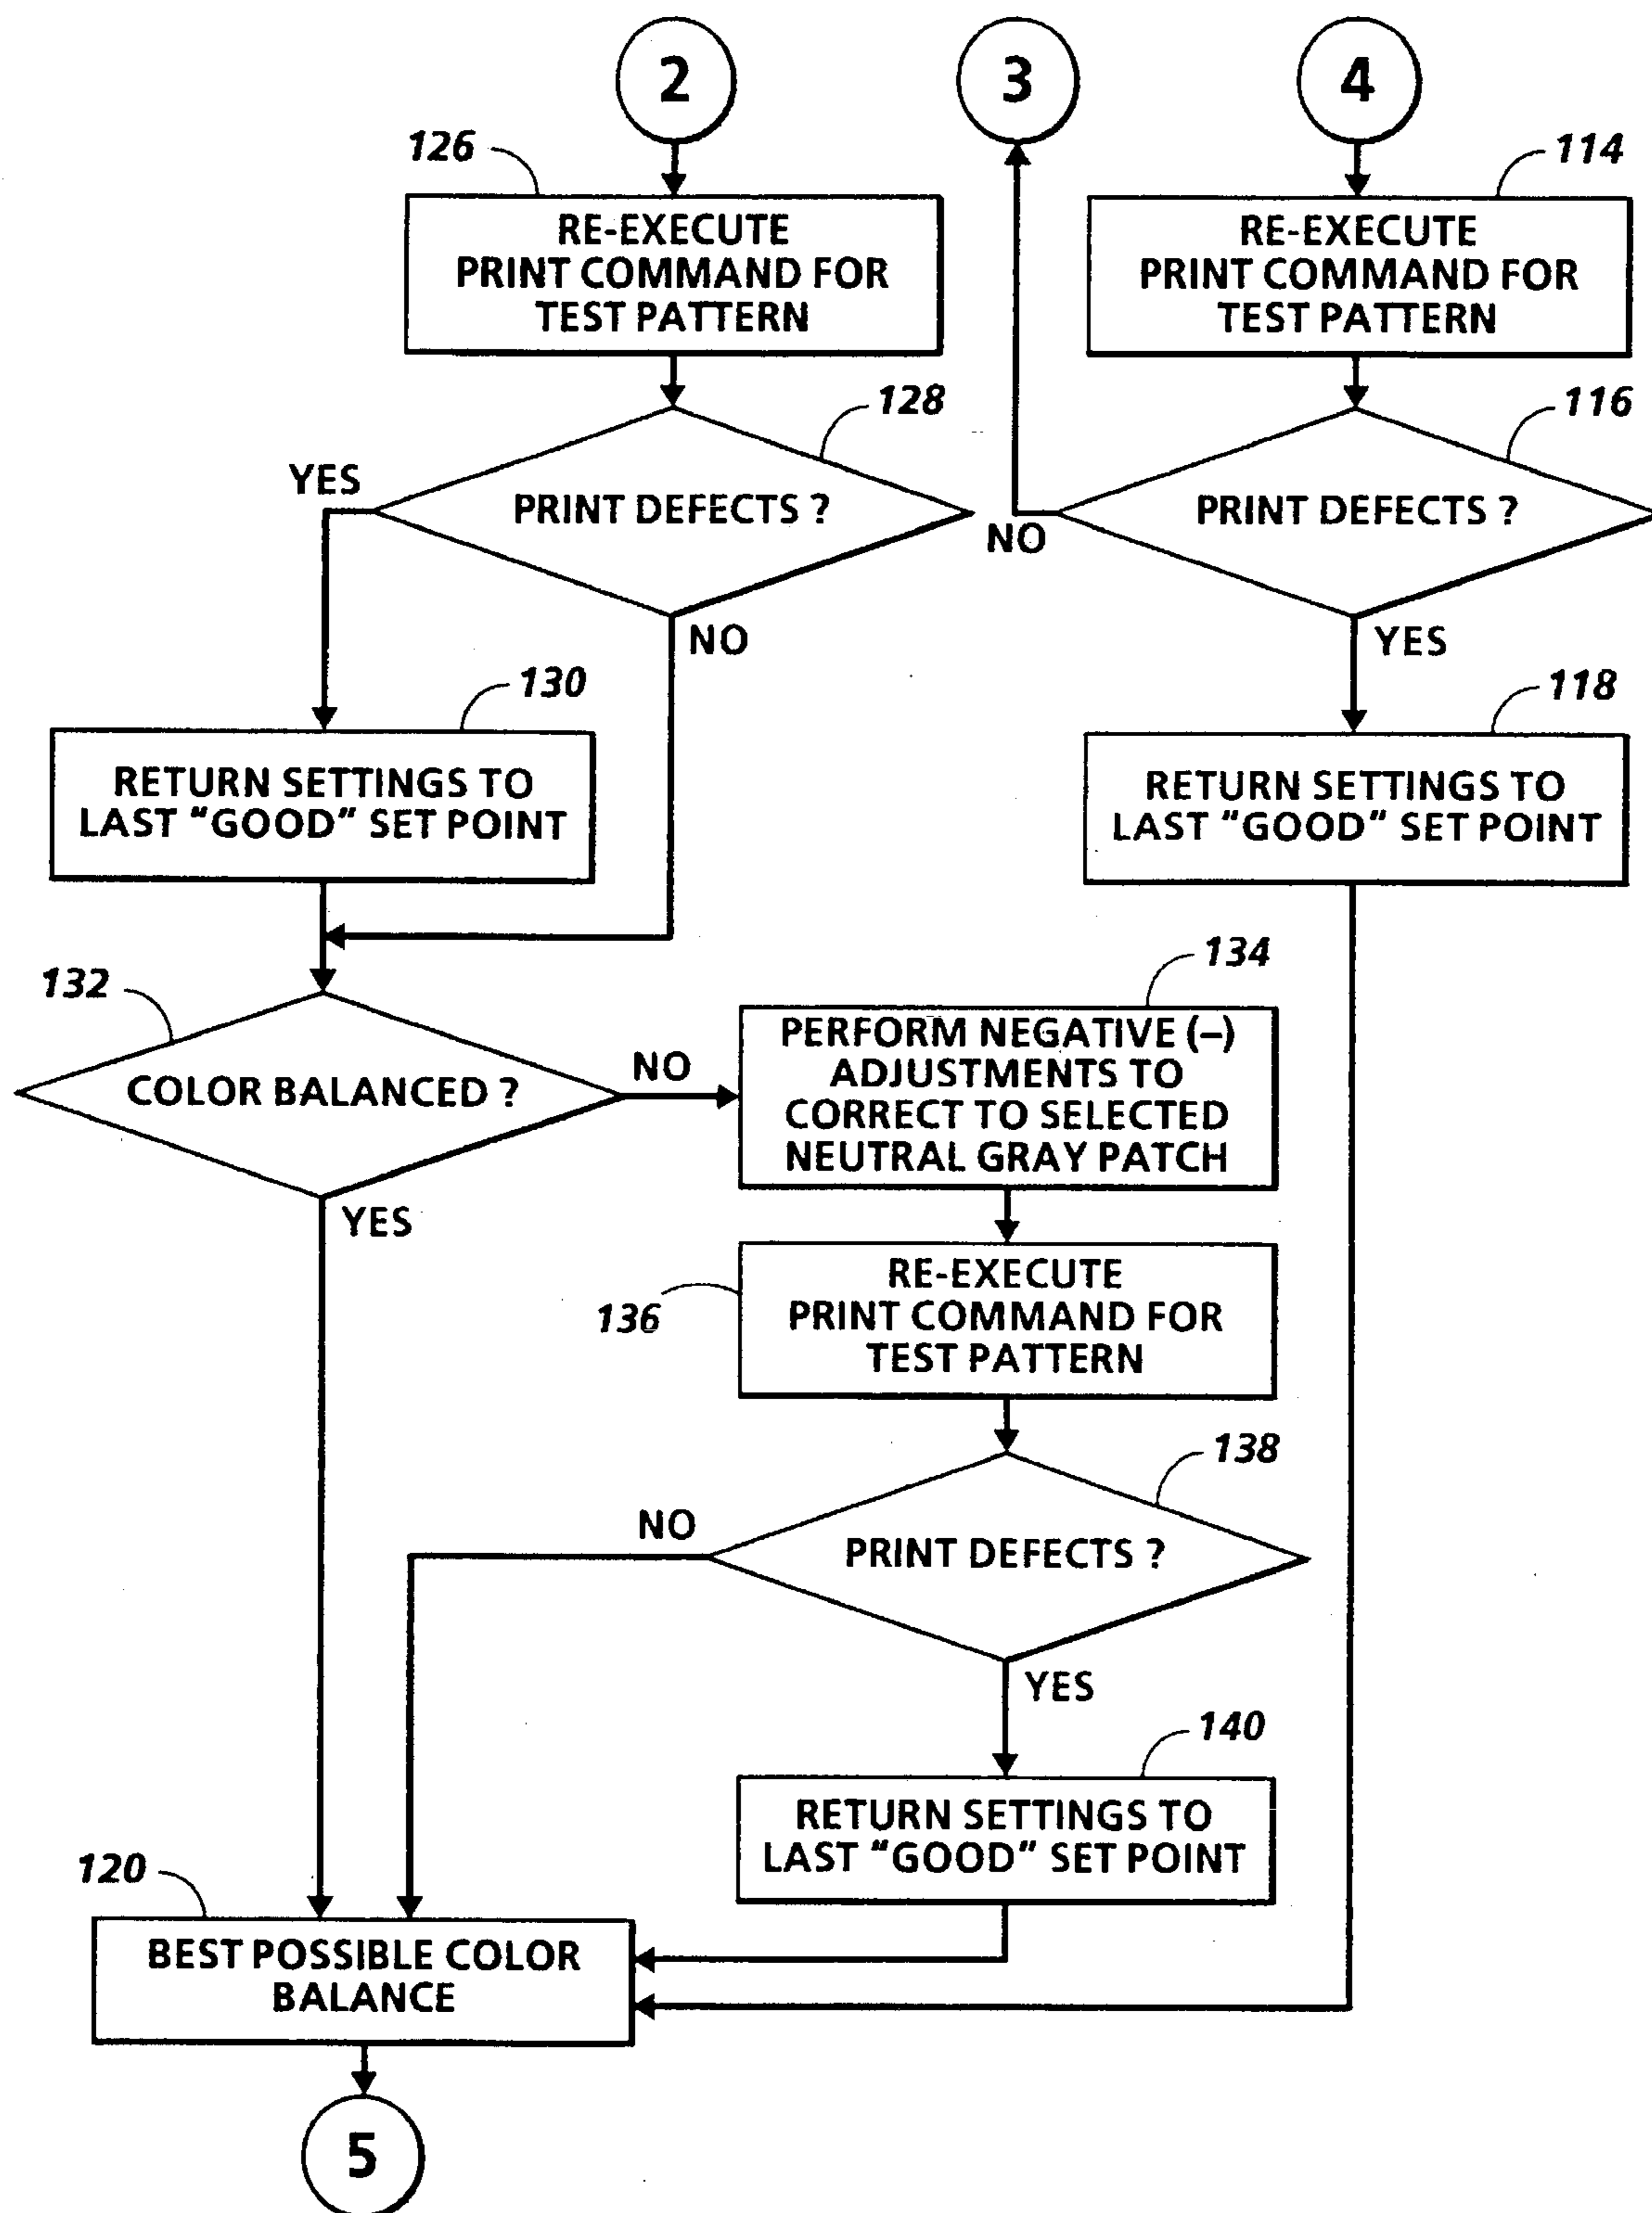 2
3
4
126
114
RE-EXECUTE
PRINT COMMAND FOR
TEST PATTERN
RE-EXECUTE
PRINT COMMAND FOR
TEST PATTERN
128
116
YES
PRINT DEFECTS ?
NO
NO
PRINT DEFECTS ?
YES
130
118
RETURN SETTINGS TO
LAST "GOOD" SET POINT
RETURN SETTINGS TO
LAST "GOOD" SET POINT
132
134
COLOR BALANCED ?
NO
YES
PERFORM NEGATIVE (–)
ADJUSTMENTS TO
CORRECT TO SELECTED
NEUTRAL GRAY PATCH
136
RE-EXECUTE
PRINT COMMAND FOR
TEST PATTERN
138
NO
PRINT DEFECTS ?
YES
140
RETURN SETTINGS TO
LAST "GOOD" SET POINT
120
BEST POSSIBLE COLOR
BALANCE
5